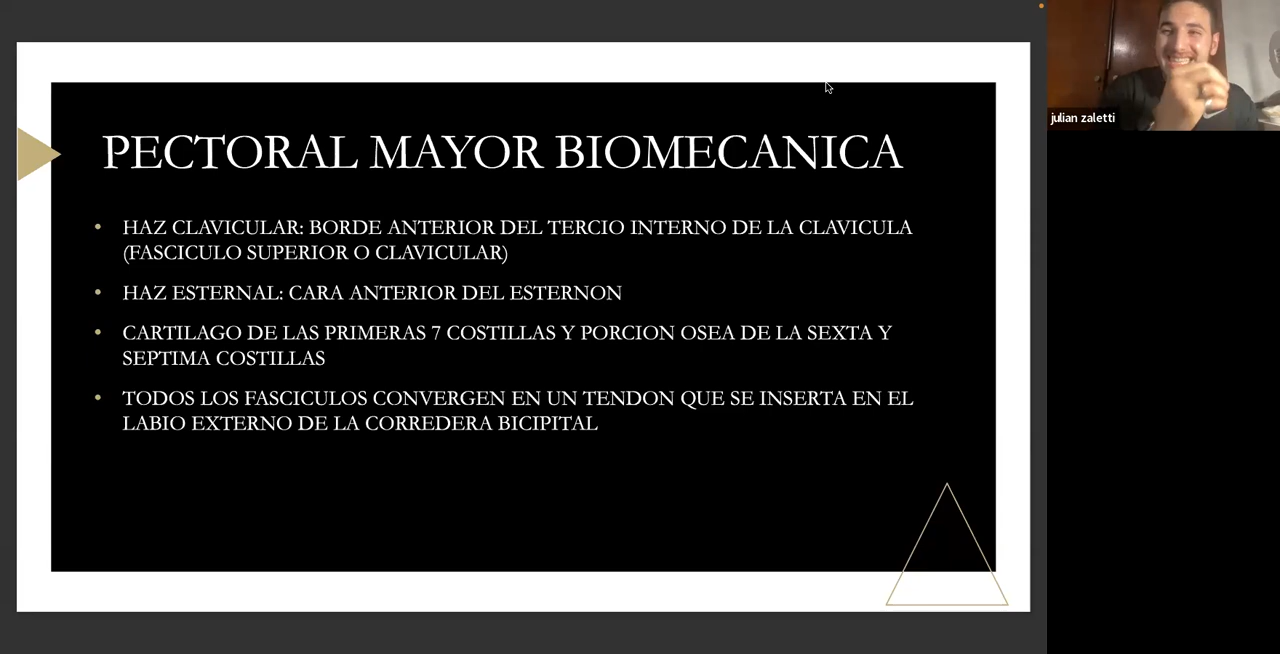 PECTORAL MAYOR BIOMECANICA
• HAZ CLAVICULAR: BORDE ANTERIOR DEL TERCIO INTERNO DE LA CLAVICULA
(FASCICULO SUPERIOR O CLAVICULAR)
• HAZ ESTERNAL: CARA ANTERIOR DEL ESTERNON
• CARTILAGO DE LAS PRIMERAS 7 COSTILLAS Y PORCION OSEA DE LA SEXTA Y
SEPTIMA COSTILLAS
• TODOS LOS FASCICULOS CONVERGEN EN UN TENDON QUE SE INSERTA EN EL
LABIO EXTERNO DE LA CORREDERA BICIPITAL
julian zaletti